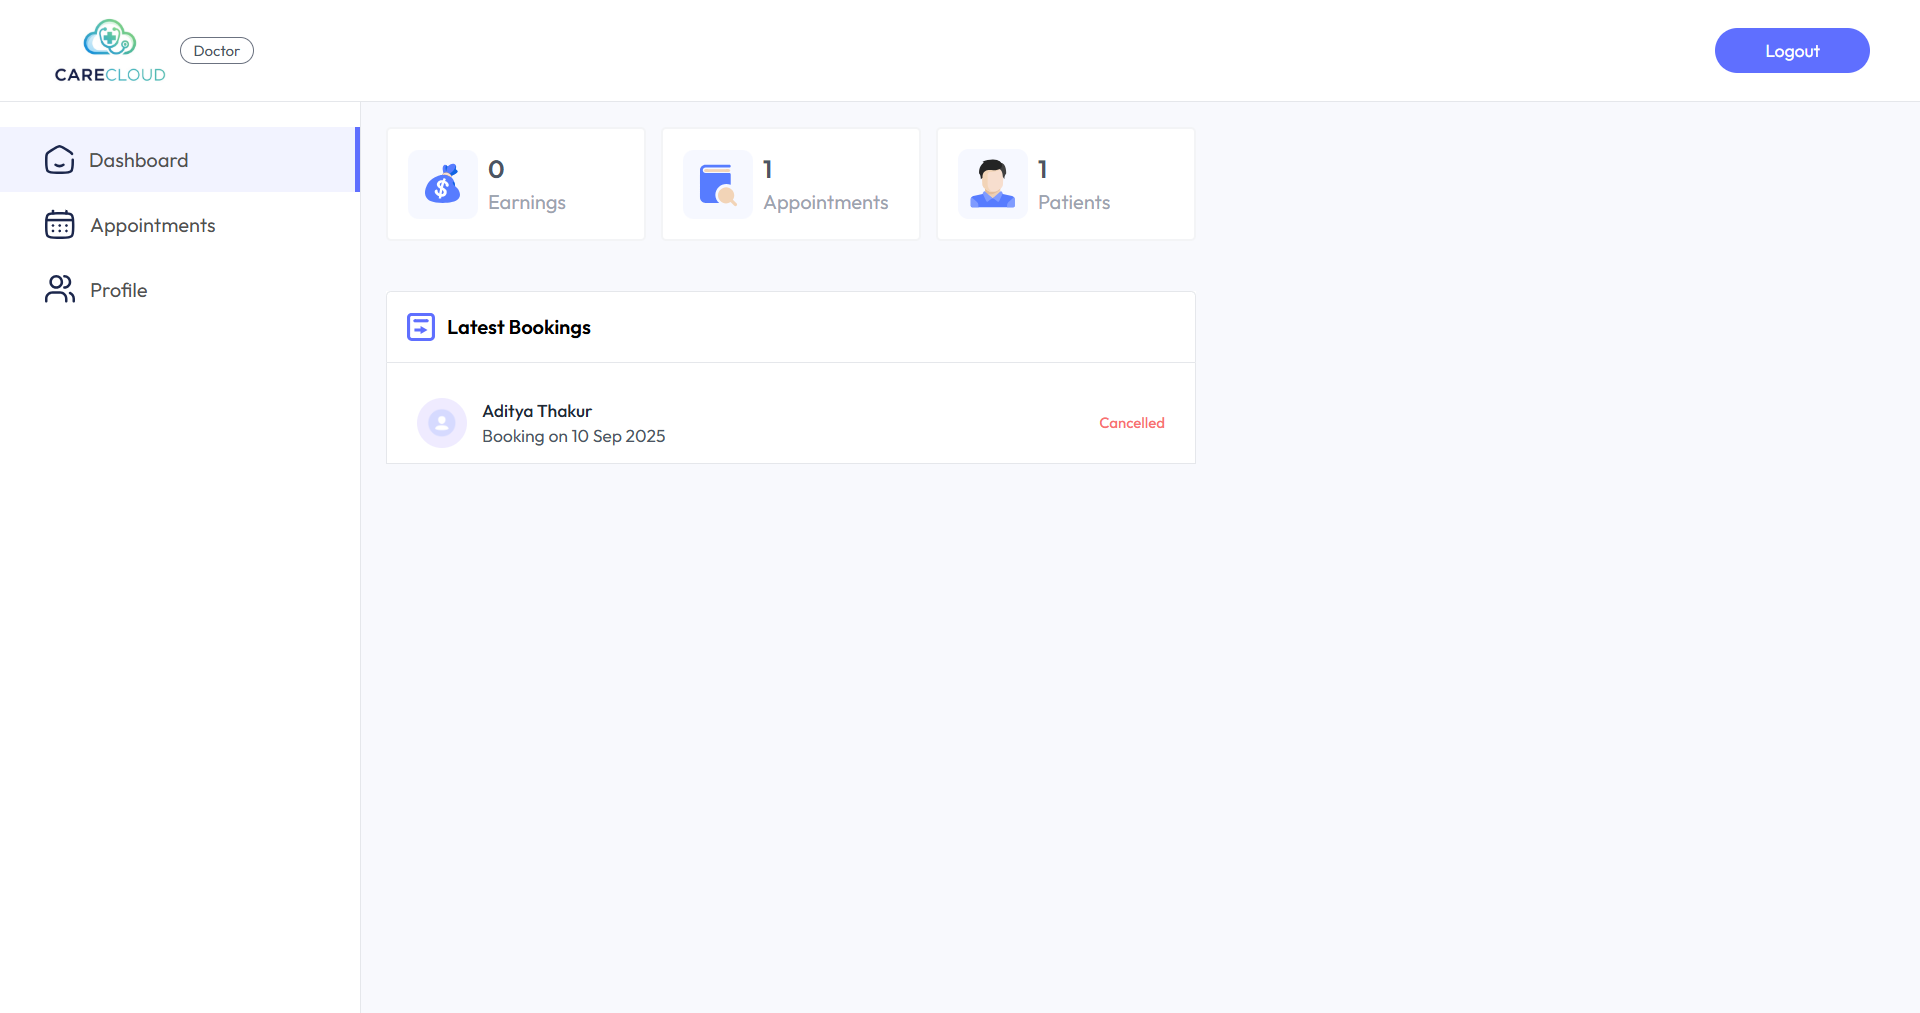 CARECLOUD
Doctor
Logout
Dashboard
Appointments
Profile
0
Earnings
1
Appointments
1
Patients
Latest Bookings
Aditya Thakur
Booking on 10 Sep 2025
Cancelled